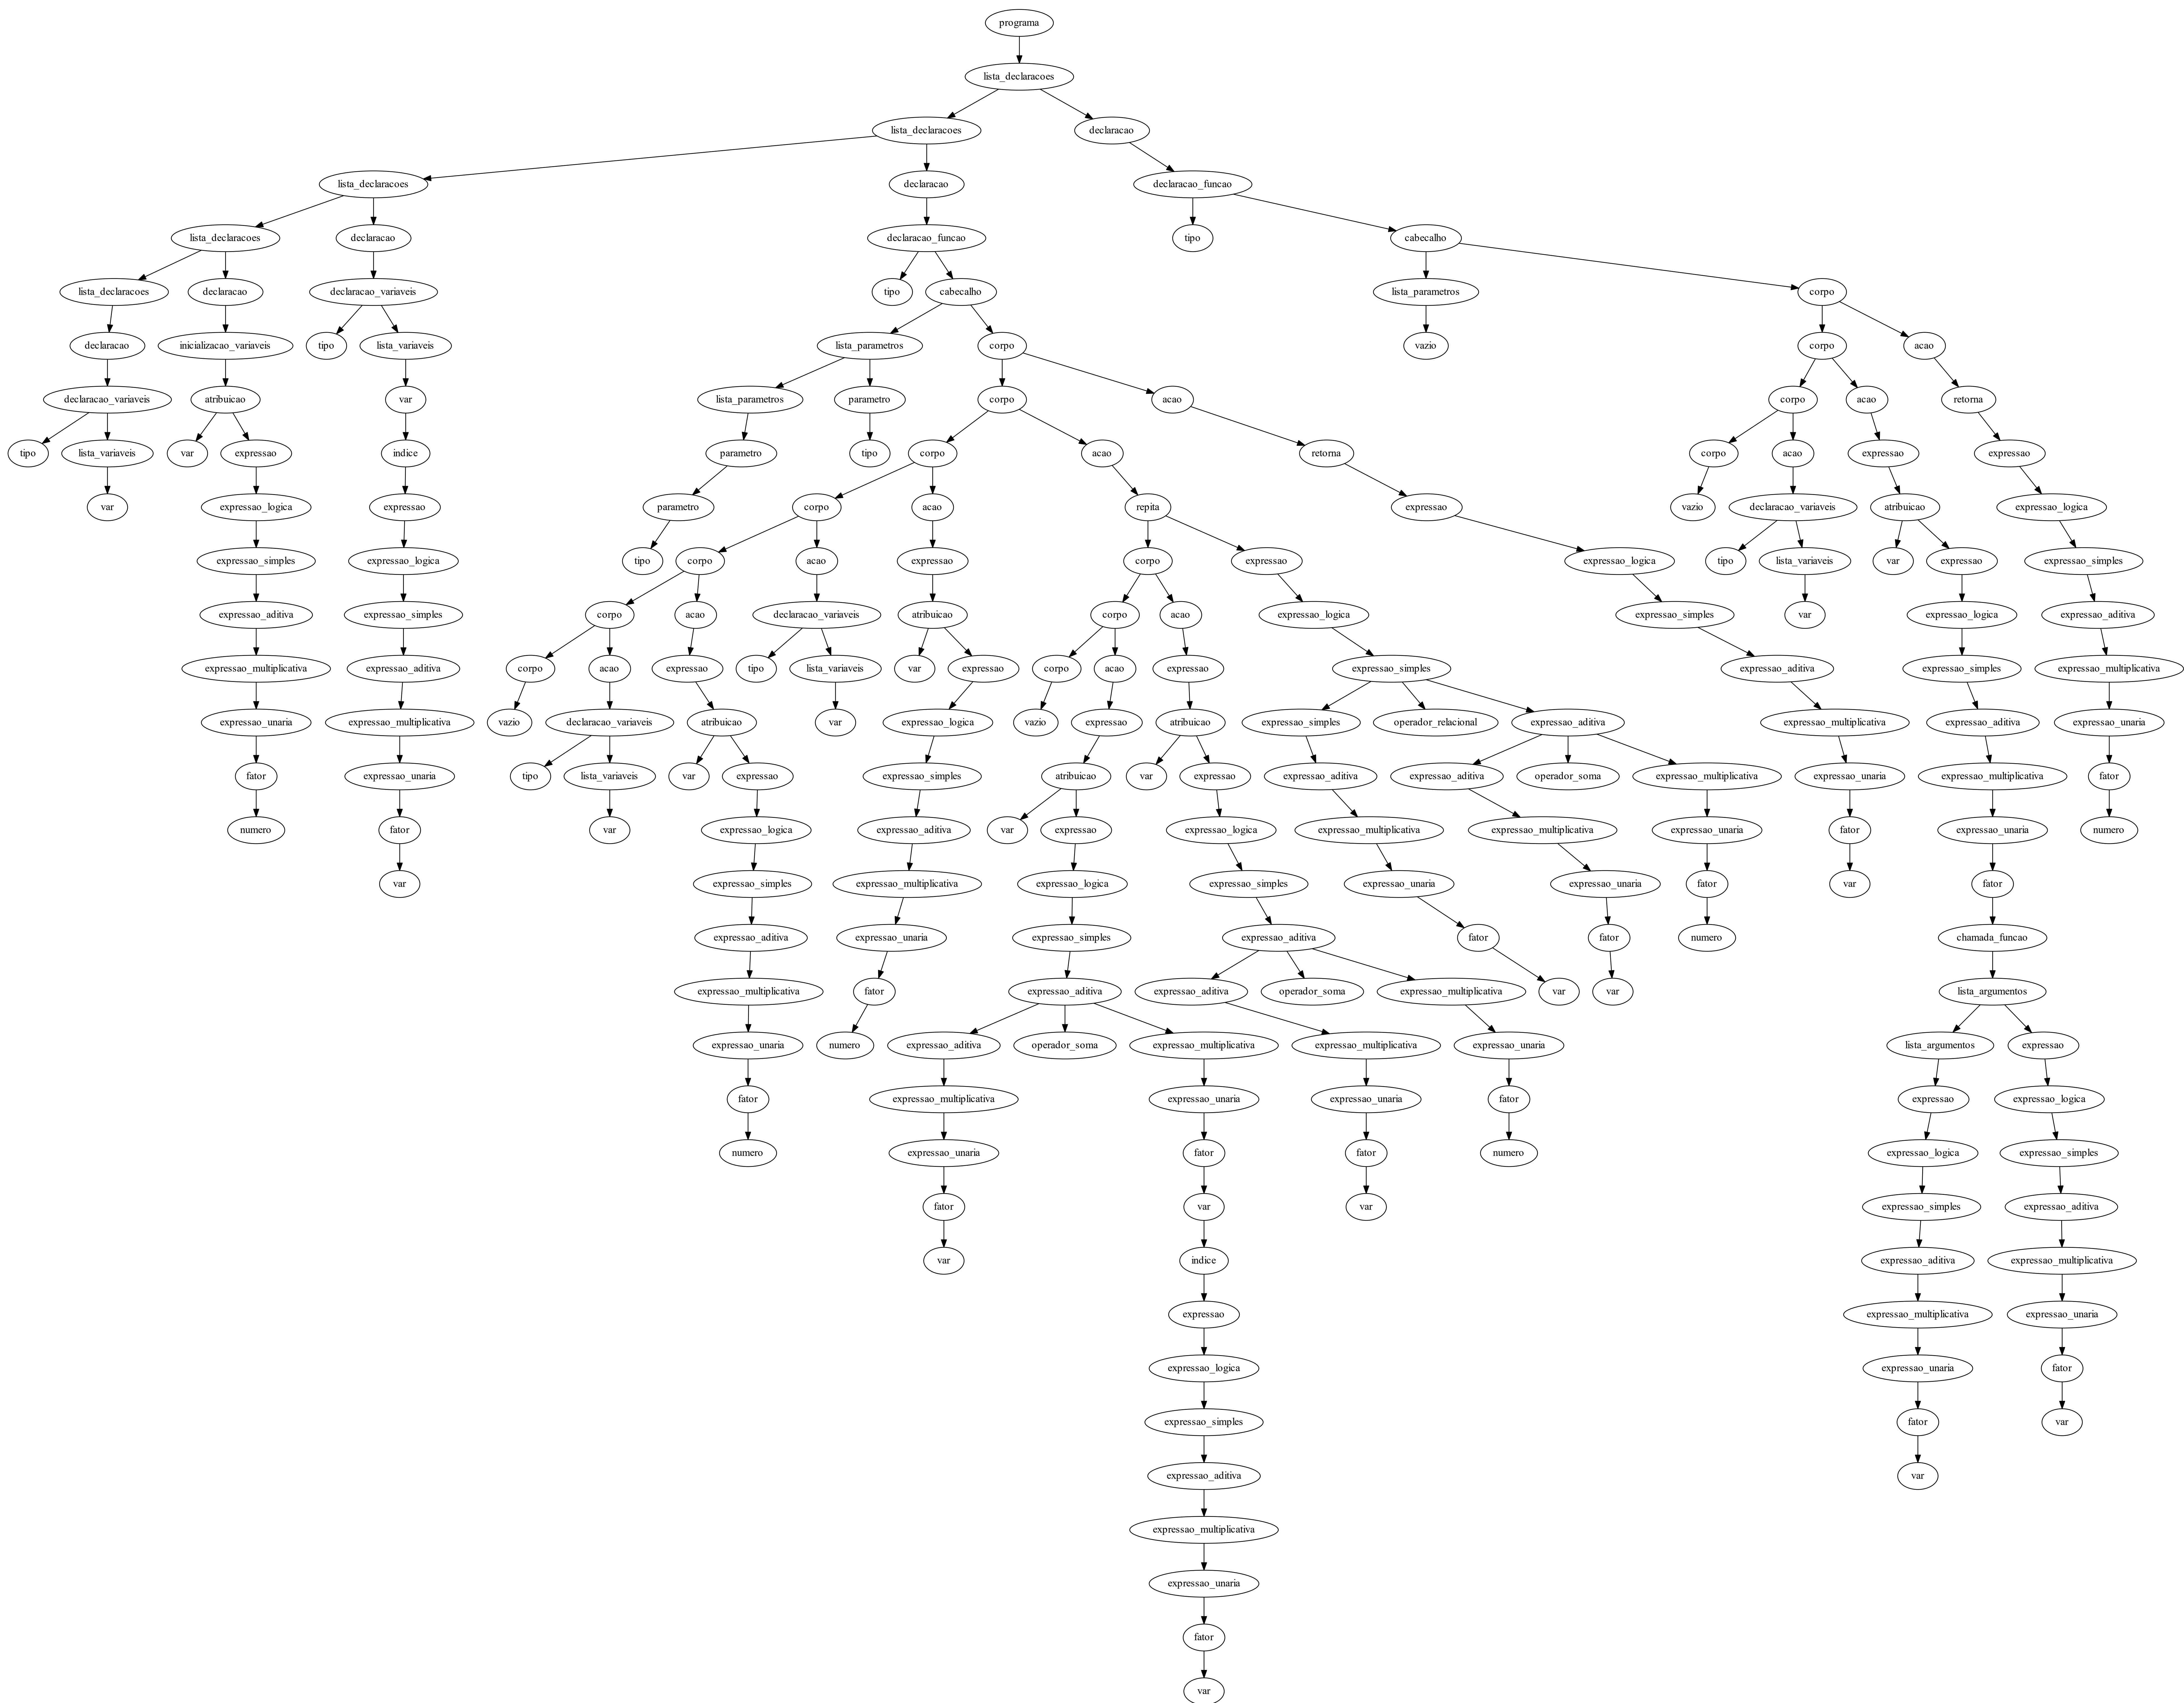 programa
lista_declaracoes
lista_declaracoes declaracao
lista_declaracoes declaracao declaracao_funcao
lista_declaracoes declaracao declaracao_funcao tipo cabecalho
lista_declaracoes declaracao declaracao_variaveis tipo cabecalho lista_parametros corpo
declaracao inicializacao_variaveis tipo lista_variaveis lista_parametros corpo vazio corpo acao
declaracao_variaveis atribuicao var lista_parametros parametro corpo acao corpo acao retorna
tipo lista_variaveis var expressao indice parametro tipo corpo acao retorna corpo acao expressao expressao
var expressao_logica expressao parametro corpo acao repita expressao vazio declaracao_variaveis atribuicao expressao_logica
expressao_simples expressao_logica tipo corpo acao expressao corpo expressao expressao_logica tipo lista_variaveis var expressao expressao_simples
expressao_aditiva expressao_simples corpo acao declaracao_variaveis atribuicao corpo acao expressao_logica expressao_simples var expressao_logica expressao_aditiva
expressao_multiplicativa expressao_aditiva corpo acao expressao tipo lista_variaveis var expressao corpo acao expressao expressao_simples expressao_aditiva expressao_simples expressao_multiplicativa
expressao_unaria expressao_multiplicativa vazio declaracao_variaveis atribuicao var expressao_logica vazio expressao atribuicao expressao_simples operador_relacional expressao_aditiva expressao_multiplicativa expressao_aditiva expressao_unaria
fator expressao_unaria tipo lista_variaveis var expressao expressao_simples atribuicao var expressao expressao_aditiva expressao_aditiva operador_soma expressao_multiplicativa expressao_unaria expressao_multiplicativa fator
numero fator var expressao_logica expressao_aditiva var expressao expressao_logica expressao_multiplicativa expressao_multiplicativa expressao_unaria fator expressao_unaria numero
var expressao_simples expressao_multiplicativa expressao_logica expressao_simples expressao_unaria expressao_unaria fator var fator
expressao_aditiva expressao_unaria expressao_simples expressao_aditiva fator fator numero chamada_funcao
expressao_multiplicativa fator expressao_aditiva expressao_aditiva operador_soma expressao_multiplicativa var var lista_argumentos
expressao_unaria numero expressao_aditiva operador_soma expressao_multiplicativa expressao_multiplicativa expressao_unaria lista_argumentos expressao
fator expressao_multiplicativa expressao_unaria expressao_unaria fator expressao expressao_logica
numero expressao_unaria fator fator numero expressao_logica expressao_simples
fator var var expressao_simples expressao_aditiva
var indice expressao_aditiva expressao_multiplicativa
expressao expressao_multiplicativa expressao_unaria
expressao_logica expressao_unaria fator
expressao_simples fator var
expressao_aditiva var
expressao_multiplicativa
expressao_unaria
fator
var